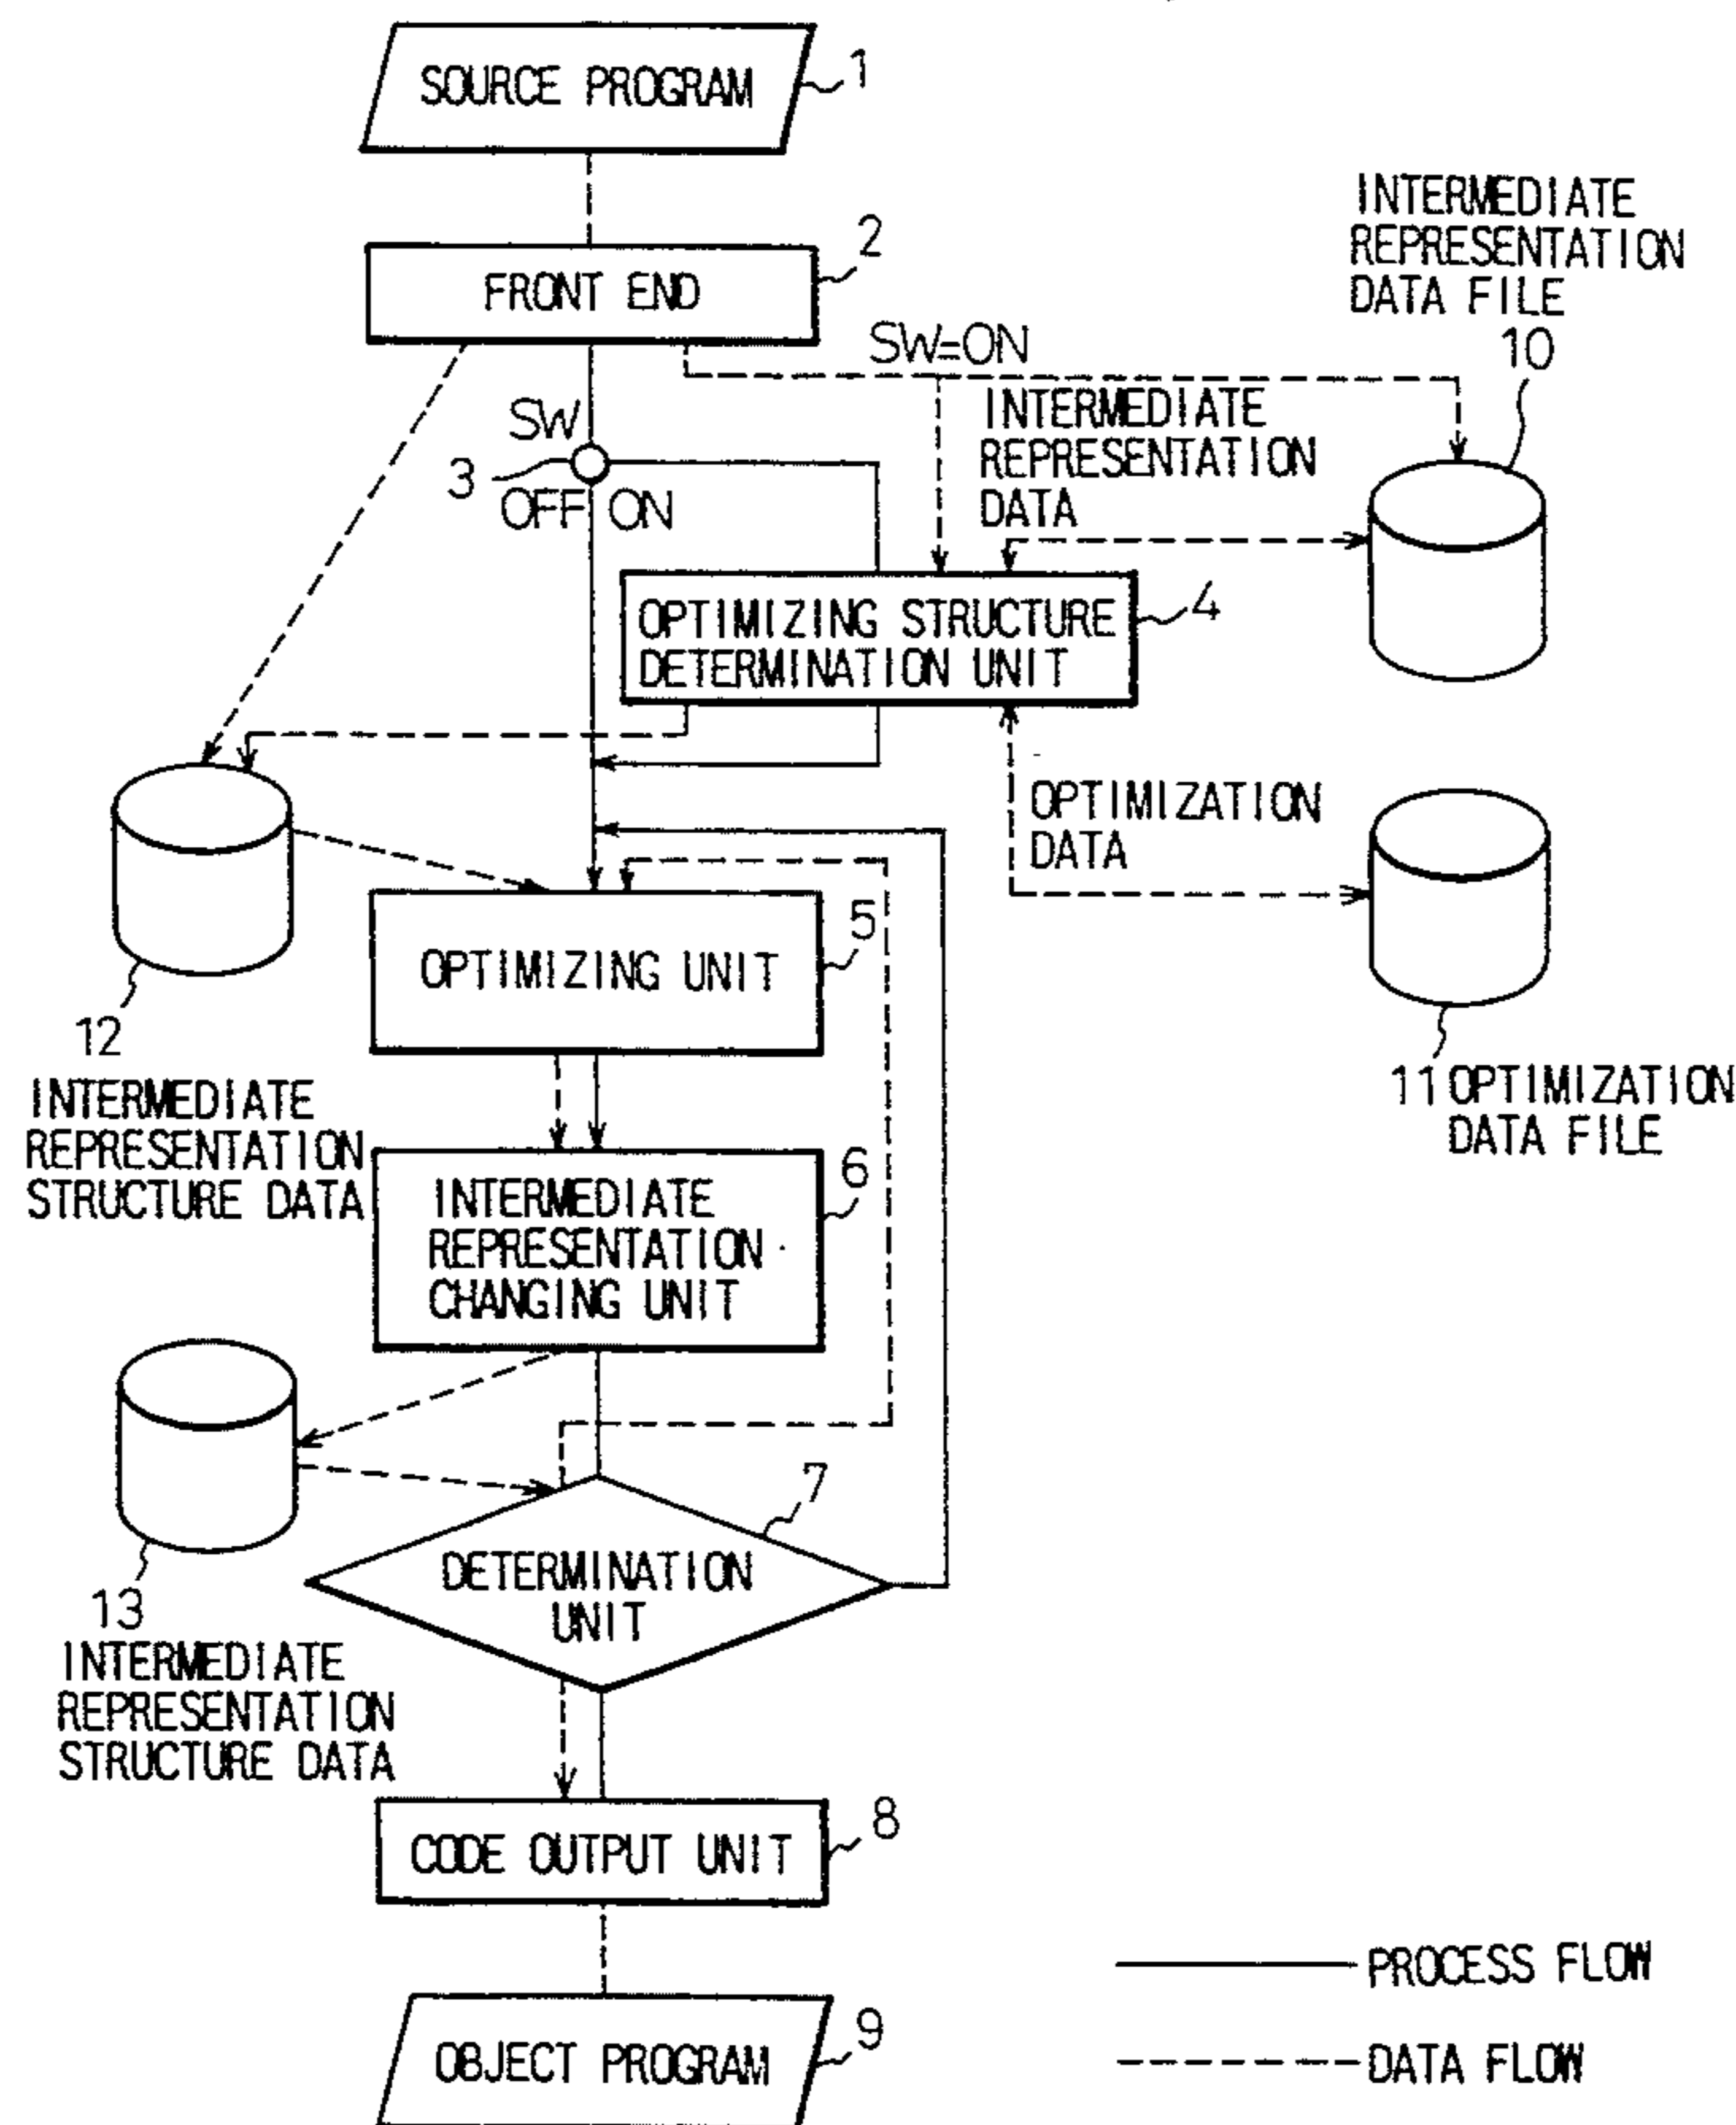 SOURCE PROGRAM
1
FRONT END
2
INTERMEDIATE
REPRESENTATION
DATA FILE
10
SW=ON
SW
3
OFF
ON
INTERMEDIATE
REPRESENTATION
DATA
OPTIMIZING STRUCTURE
DETERMINATION UNIT
4
OPTIMIZATION
DATA
11 OPTIMIZATION
DATA FILE
12
INTERMEDIATE
REPRESENTATION
STRUCTURE DATA
OPTIMIZING UNIT
5
INTERMEDIATE
REPRESENTATION
CHANGING UNIT
6
13
INTERMEDIATE
REPRESENTATION
STRUCTURE DATA
DETERMINATION
UNIT
7
CODE OUTPUT UNIT
8
OBJECT PROGRAM
9
PROCESS FLOW
DATA FLOW